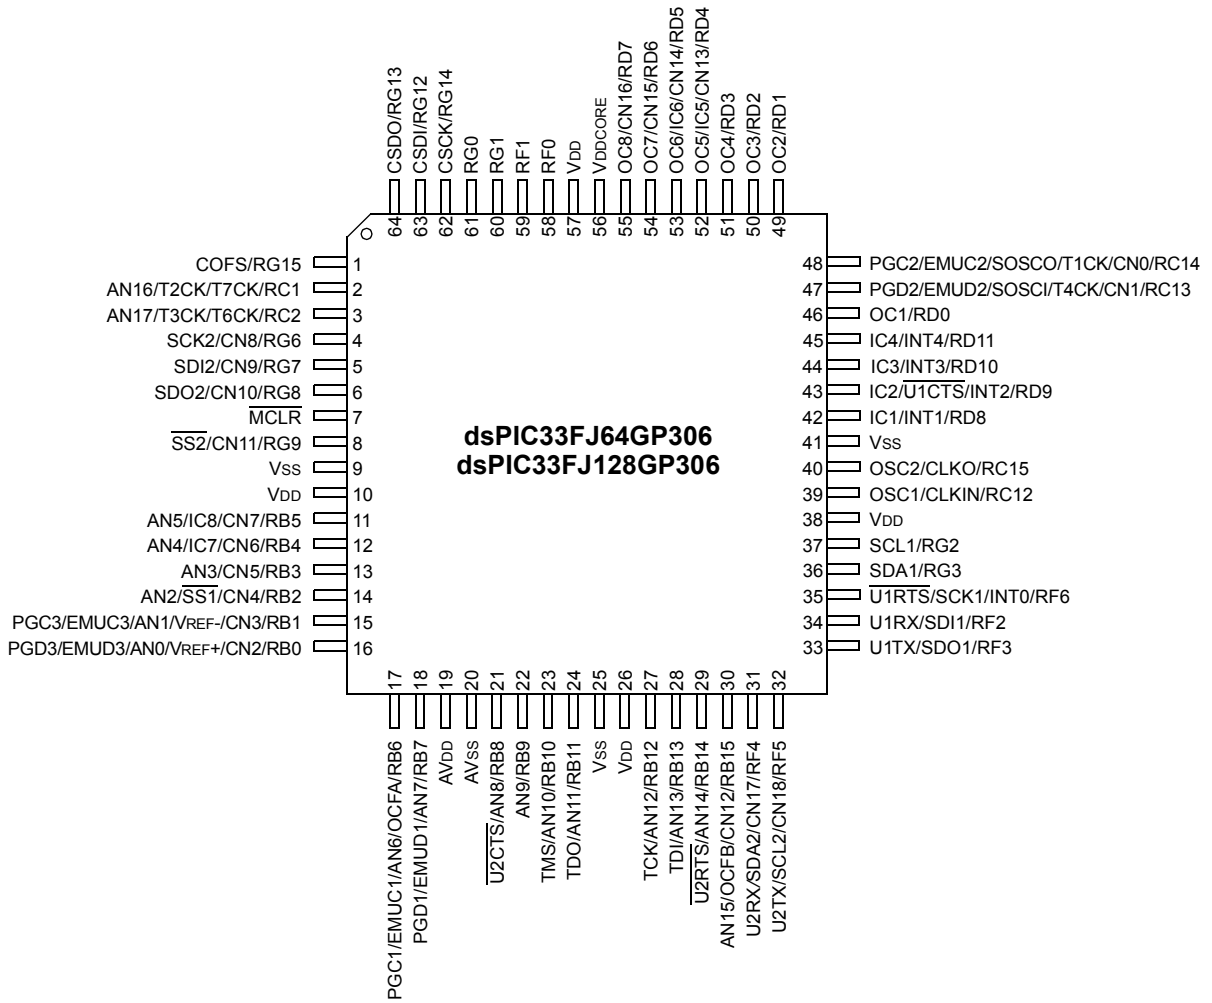 CSDO/RG13
CSDI/RG12
CSCK/RG14
RG0
RG1
RF1
RF0
VDD
VDDCORE
OC8/CN16/RD7
OC7/CN15/RD6
OC6/IC6/CN14/RD5
OC5/IC5/CN13/RD4
OC4/RD3
OC3/RD2
OC2/RD1
64
63
62
61
60
59
58
57
56
55
54
53
52
51
50
49
COFS/RG15 1
AN16/T2CK/T7CK/RC1 2
AN17/T3CK/T6CK/RC2 3
SCK2/CN8/RG6 4
SDI2/CN9/RG7 5
SDO2/CN10/RG8 6
MCLR 7
SS2/CN11/RG9 8
VSS 9
VDD 10
AN5/IC8/CN7/RB5 11
AN4/IC7/CN6/RB4 12
AN3/CN5/RB3 13
AN2/SS1/CN4/RB2 14
PGC3/EMUC3/AN1/VREF-/CN3/RB1 15
PGD3/EMUD3/AN0/VREF+/CN2/RB0 16
dsPIC33FJ64GP306
dsPIC33FJ128GP306
48 PGC2/EMUC2/SOSCO/T1CK/CN0/RC14
47 PGD2/EMUD2/SOSCI/T4CK/CN1/RC13
46 OC1/RD0
45 IC4/INT4/RD11
44 IC3/INT3/RD10
43 IC2/U1CTS/INT2/RD9
42 IC1/INT1/RD8
41 VSS
40 OSC2/CLKO/RC15
39 OSC1/CLKIN/RC12
38 VDD
37 SCL1/RG2
36 SDA1/RG3
35 U1RTS/SCK1/INT0/RF6
34 U1RX/SDI1/RF2
33 U1TX/SDO1/RF3
17
18
19
20
21
22
23
24
25
26
27
28
29
30
31
32
PGC1/EMUC1/AN6/OCFA/RB6
PGD1/EMUD1/AN7/RB7
AVDD
AVSS
U2CTS/AN8/RB8
AN9/RB9
TMS/AN10/RB10
TDO/AN11/RB11
VSS
VDD
TCK/AN12/RB12
TDI/AN13/RB13
U2RTS/AN14/RB14
AN15/OCFB/CN12/RB15
U2RX/SDA2/CN17/RF4
U2TX/SCL2/CN18/RF5